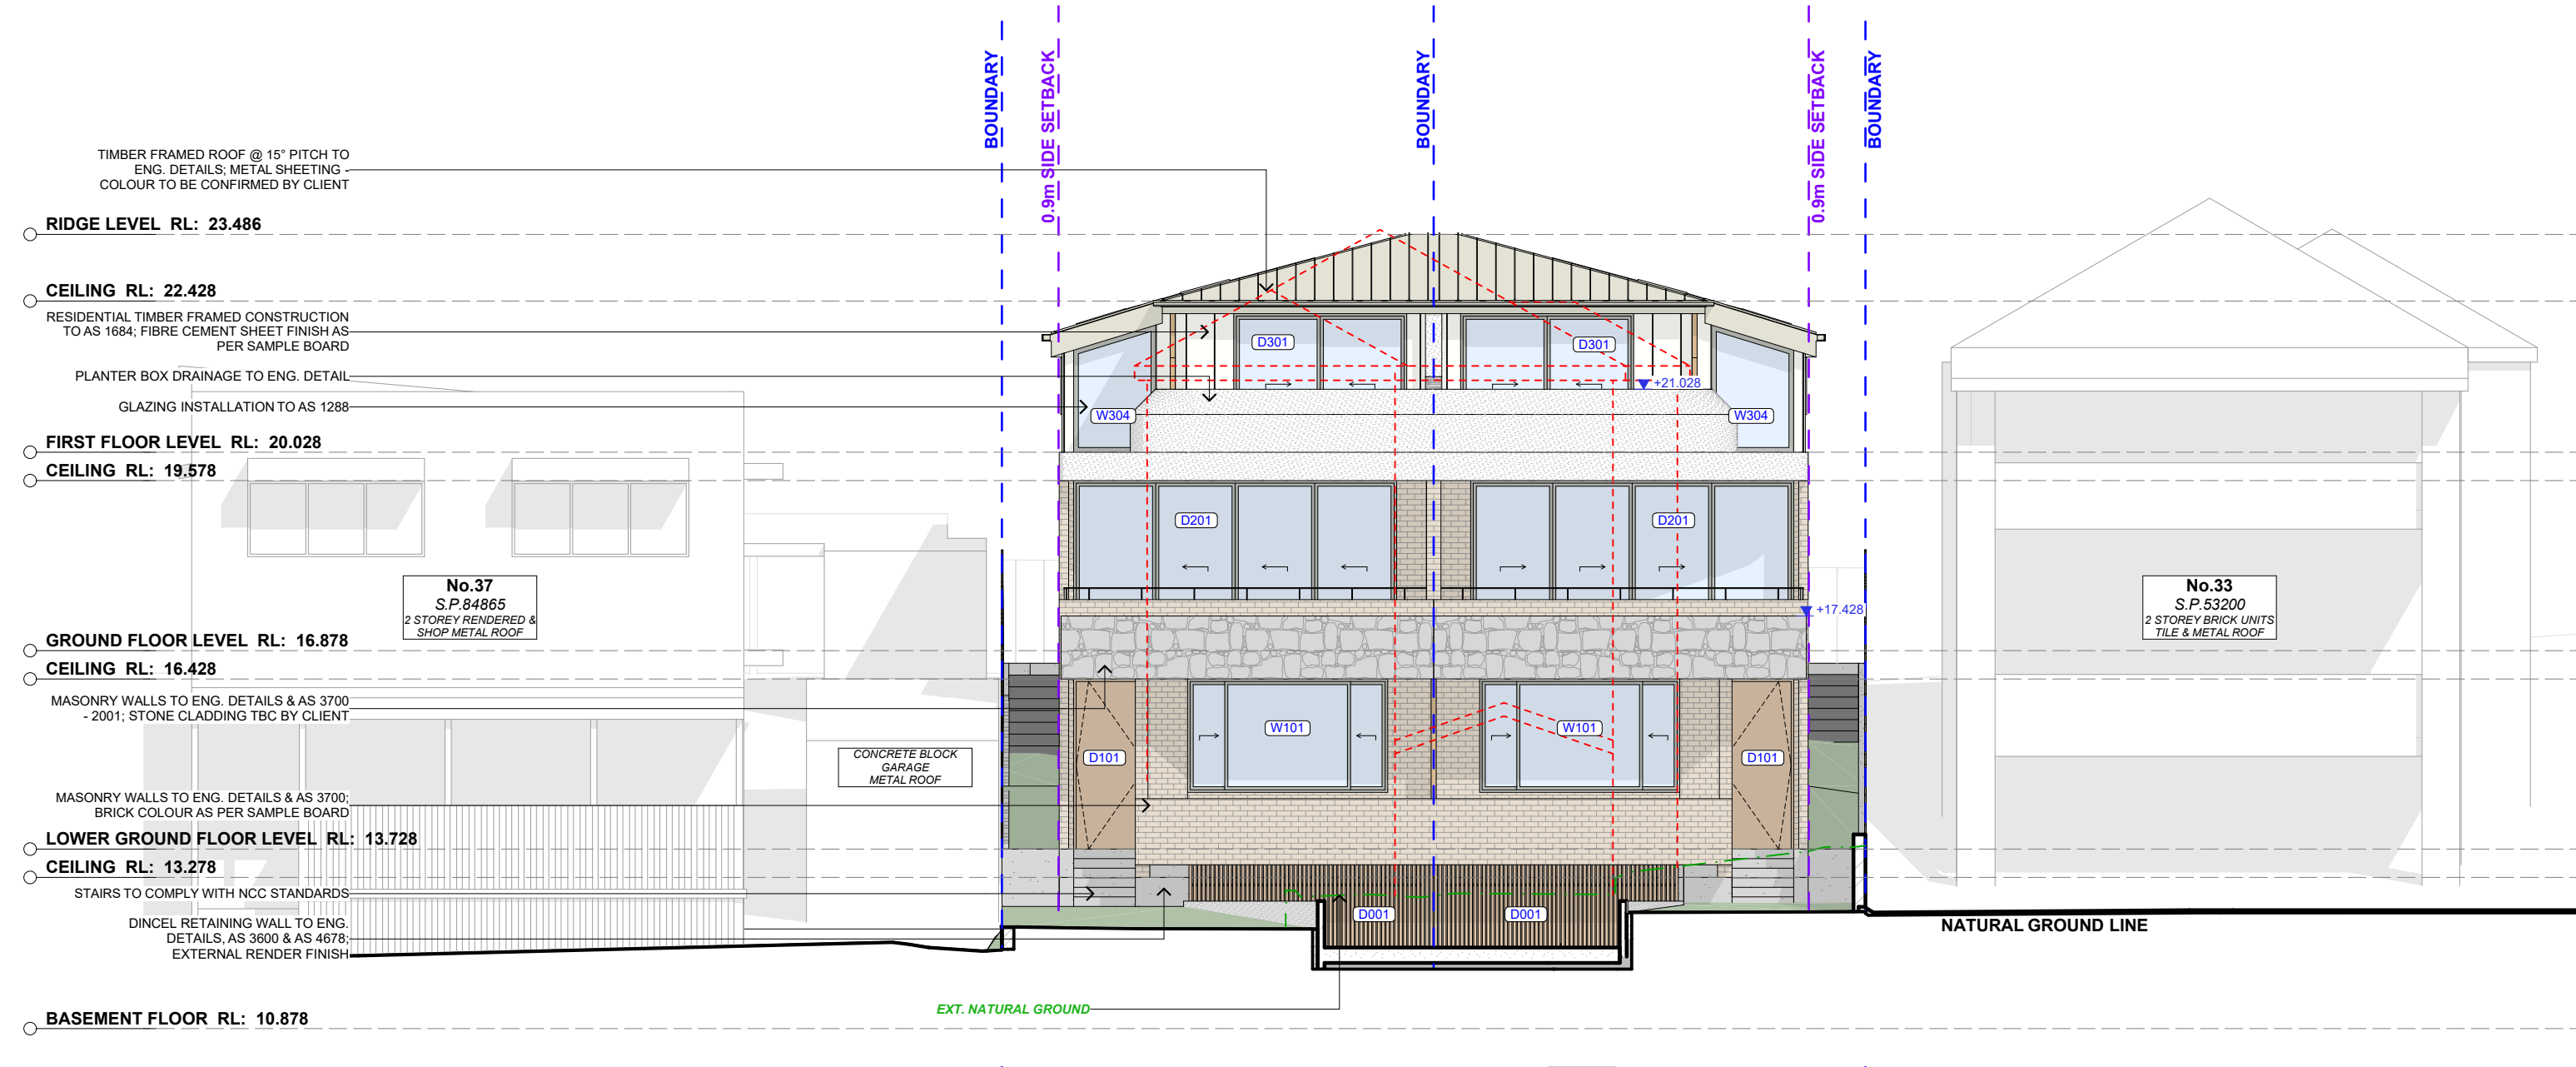 BOUNDARY
0.9m SIDE SETBACK
BOUNDARY
0.9m SIDE SETBACK
BOUNDARY
TIMBER FRAMED ROOF @ 15° PITCH TO
ENG. DETAILS; METAL SHEETING -
COLOUR TO BE CONFIRMED BY CLIENT
RIDGE LEVEL RL: 23.486
CEILING RL: 22.428
RESIDENTIAL TIMBER FRAMED CONSTRUCTION
TO AS 1684; FIBRE CEMENT SHEET FINISH AS
PER SAMPLE BOARD
D301
D301
PLANTER BOX DRAINAGE TO ENG. DETAIL
+21.028
GLAZING INSTALLATION TO AS 1288
W304
W304
FIRST FLOOR LEVEL RL: 20.028
CEILING RL: 19.578
D201
D201
No.37
S.P.84865
2 STOREY RENDERED &
SHOP METAL ROOF
No.33
S.P.53200
2 STOREY BRICK UNITS
TILE & METAL ROOF
+17.428
GROUND FLOOR LEVEL RL: 16.878
CEILING RL: 16.428
MASONRY WALLS TO ENG. DETAILS & AS 3700
- 2001; STONE CLADDING TBC BY CLIENT
W101
W101
CONCRETE BLOCK
GARAGE
METAL ROOF
D101
D101
MASONRY WALLS TO ENG. DETAILS & AS 3700;
BRICK COLOUR AS PER SAMPLE BOARD
LOWER GROUND FLOOR LEVEL RL: 13.728
CEILING RL: 13.278
STAIRS TO COMPLY WITH NCC STANDARDS
D001
D001
DINCEL RETAINING WALL TO ENG.
DETAILS, AS 3600 & AS 4678;
EXTERNAL RENDER FINISH
NATURAL GROUND LINE
EXT. NATURAL GROUND
BASEMENT FLOOR RL: 10.878